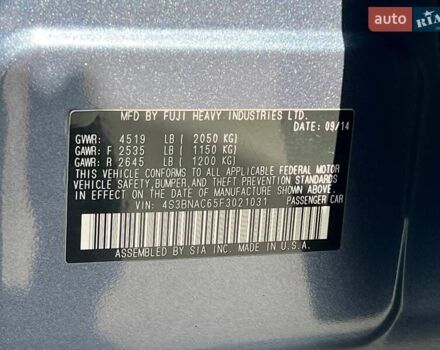 auto RIA
MFD BY FUJI HEAVY INDUSTRIES LTD.
DATE: 09/14
GVWR: 4519 LB ( 2050 KG)
GAWR: F 2535 LB ( 1150 KG)
GAWR: R 2645 LB ( 1200 KG)
THIS VEHICLE CONFORMS TO ALL APPLICABLE FEDERAL MOTOR
VEHICLE SAFETY, BUMPER, AND THEFT PREVENTION STANDARDS
IN EFFECT ON THE DATE OF MANUFACTURE SHOWN ABOVE.
VIN: 4S3BNAC65F3021031 PASSENGER CAR
ASSEMBLED BY SIA INC., MADE IN U.S.A.